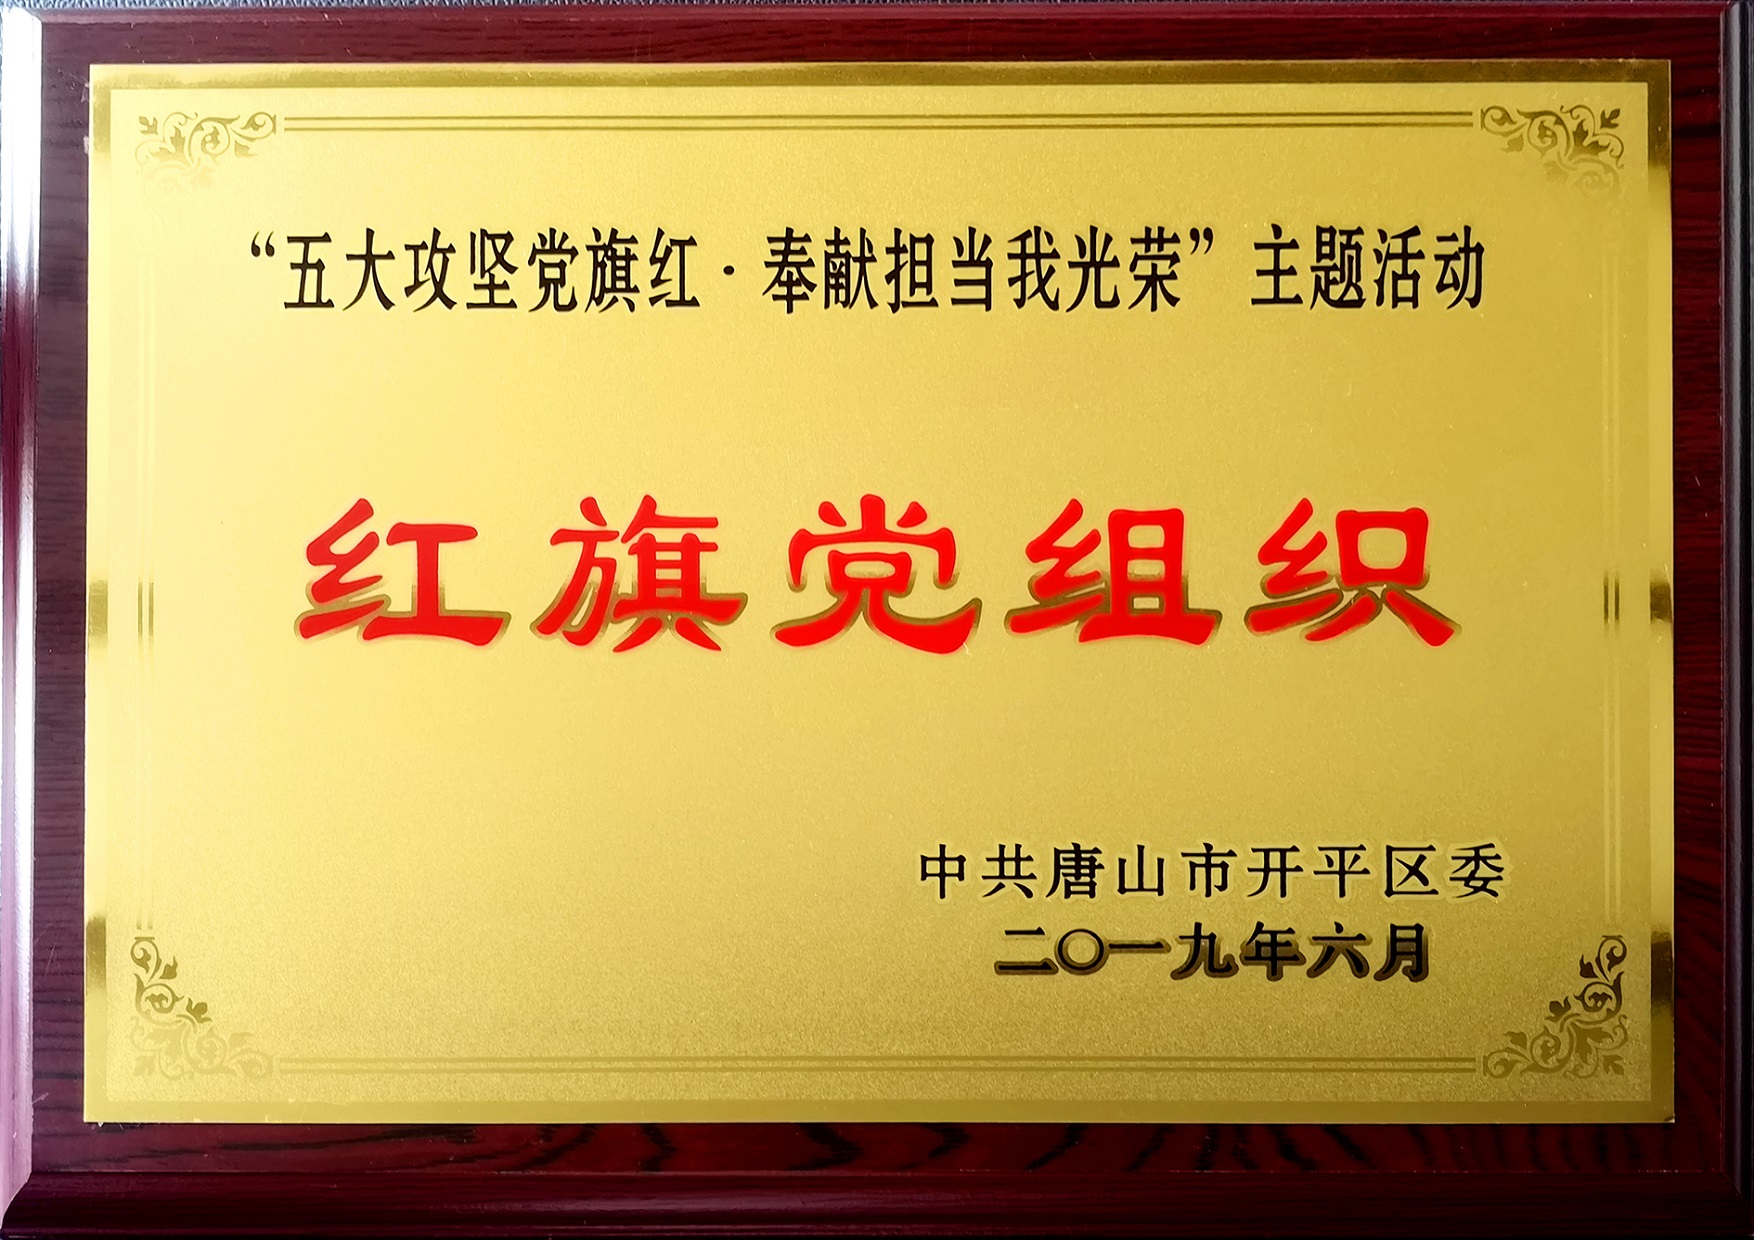 “五大攻坚党旗红·奉献担当我光荣”主题活动
红旗党组织
中共唐山市开平区委
二〇一九年六月